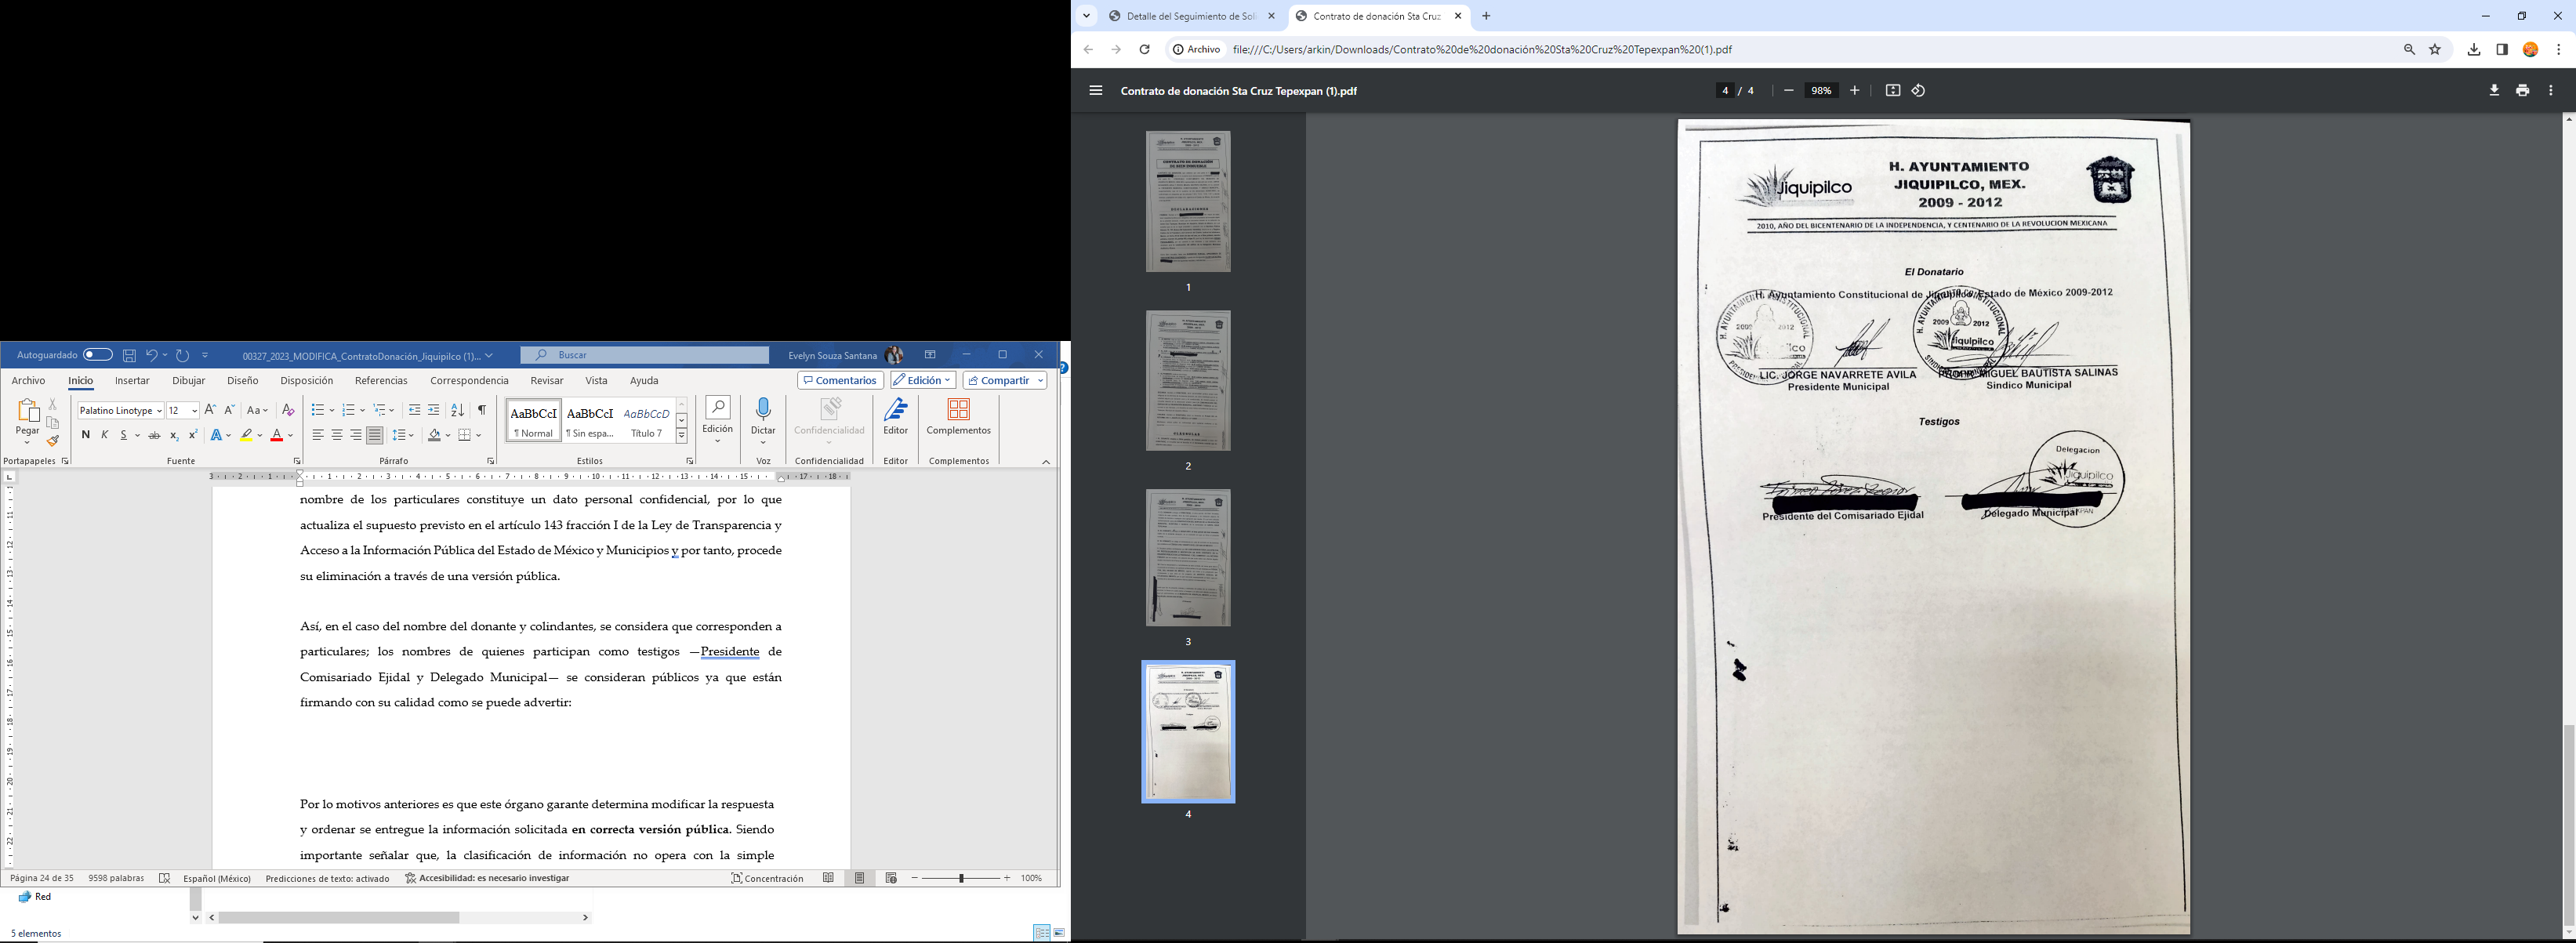 Autoguardado
00327_2023_MODIFICA_ContratoDonación_Jiquipilco (1)...
Buscar
Evelyn Souza Santana
Archivo Inicio Insertar Dibujar Diseño Disposición Referencias Correspondencia Revisar Vista Ayuda
Comentarios Edición Compartir
Pegar
Palatino Linotype 12
N K S
AaBbCcI AaBbCcI AaBbCcD
¶ Normal ¶ Sin espa... Título 7
Edición Dictar Confidencialidad Editor Complementos
Portapapeles Fuente Párrafo Estilos Voz Confidencialidad Editor Complementos
nombre de los particulares constituye un dato personal confidencial, por lo que
actualiza el supuesto previsto en el artículo 143 fracción I de la Ley de Transparencia y
Acceso a la Información Pública del Estado de México y Municipios y por tanto, procede
su eliminación a través de una versión pública.
Así, en el caso del nombre del donante y colindantes, se considera que corresponden a
particulares; los nombres de quienes participan como testigos —Presidente de
Comisariado Ejidal y Delegado Municipal— se consideran públicos ya que están
firmando con su calidad como se puede advertir:
Por lo motivos anteriores es que este órgano garante determina modificar la respuesta
y ordenar se entregue la información solicitada en correcta versión pública. Siendo
importante señalar que, la clasificación de información no opera con la simple
Página 24 de 35 9598 palabras Español (México) Predicciones de texto: activado Accesibilidad: es necesario investigar Concentración 100%
Red
5 elementos
Detalle del Seguimiento de Soli
Contrato de donación Sta Cruz
Archivo
file:///C:/Users/arkin/Downloads/Contrato%20de%20donación%20Sta%20Cruz%20Tepexpan%20(1).pdf
Contrato de donación Sta Cruz Tepexpan (1).pdf
4 / 4
98%
1
2
3
4
Jiquipilco
H. AYUNTAMIENTO
JIQUIPILCO, MEX.
2009 - 2012
2010, AÑO DEL BICENTENARIO DE LA INDEPENDENCIA, Y CENTENARIO DE LA REVOLUCION MEXICANA
El Donatario
H. Ayuntamiento Constitucional de Jiquipilco, Estado de México 2009-2012
2009 2012
Jiquipilco
LIC. JORGE NAVARRETE AVILA
Presidente Municipal
PROFR. MIGUEL BAUTISTA SALINAS
Sindico Municipal
Testigos
Delegacion
Jiquipilco
Presidente del Comisariado Ejidal
Delegado Municipal